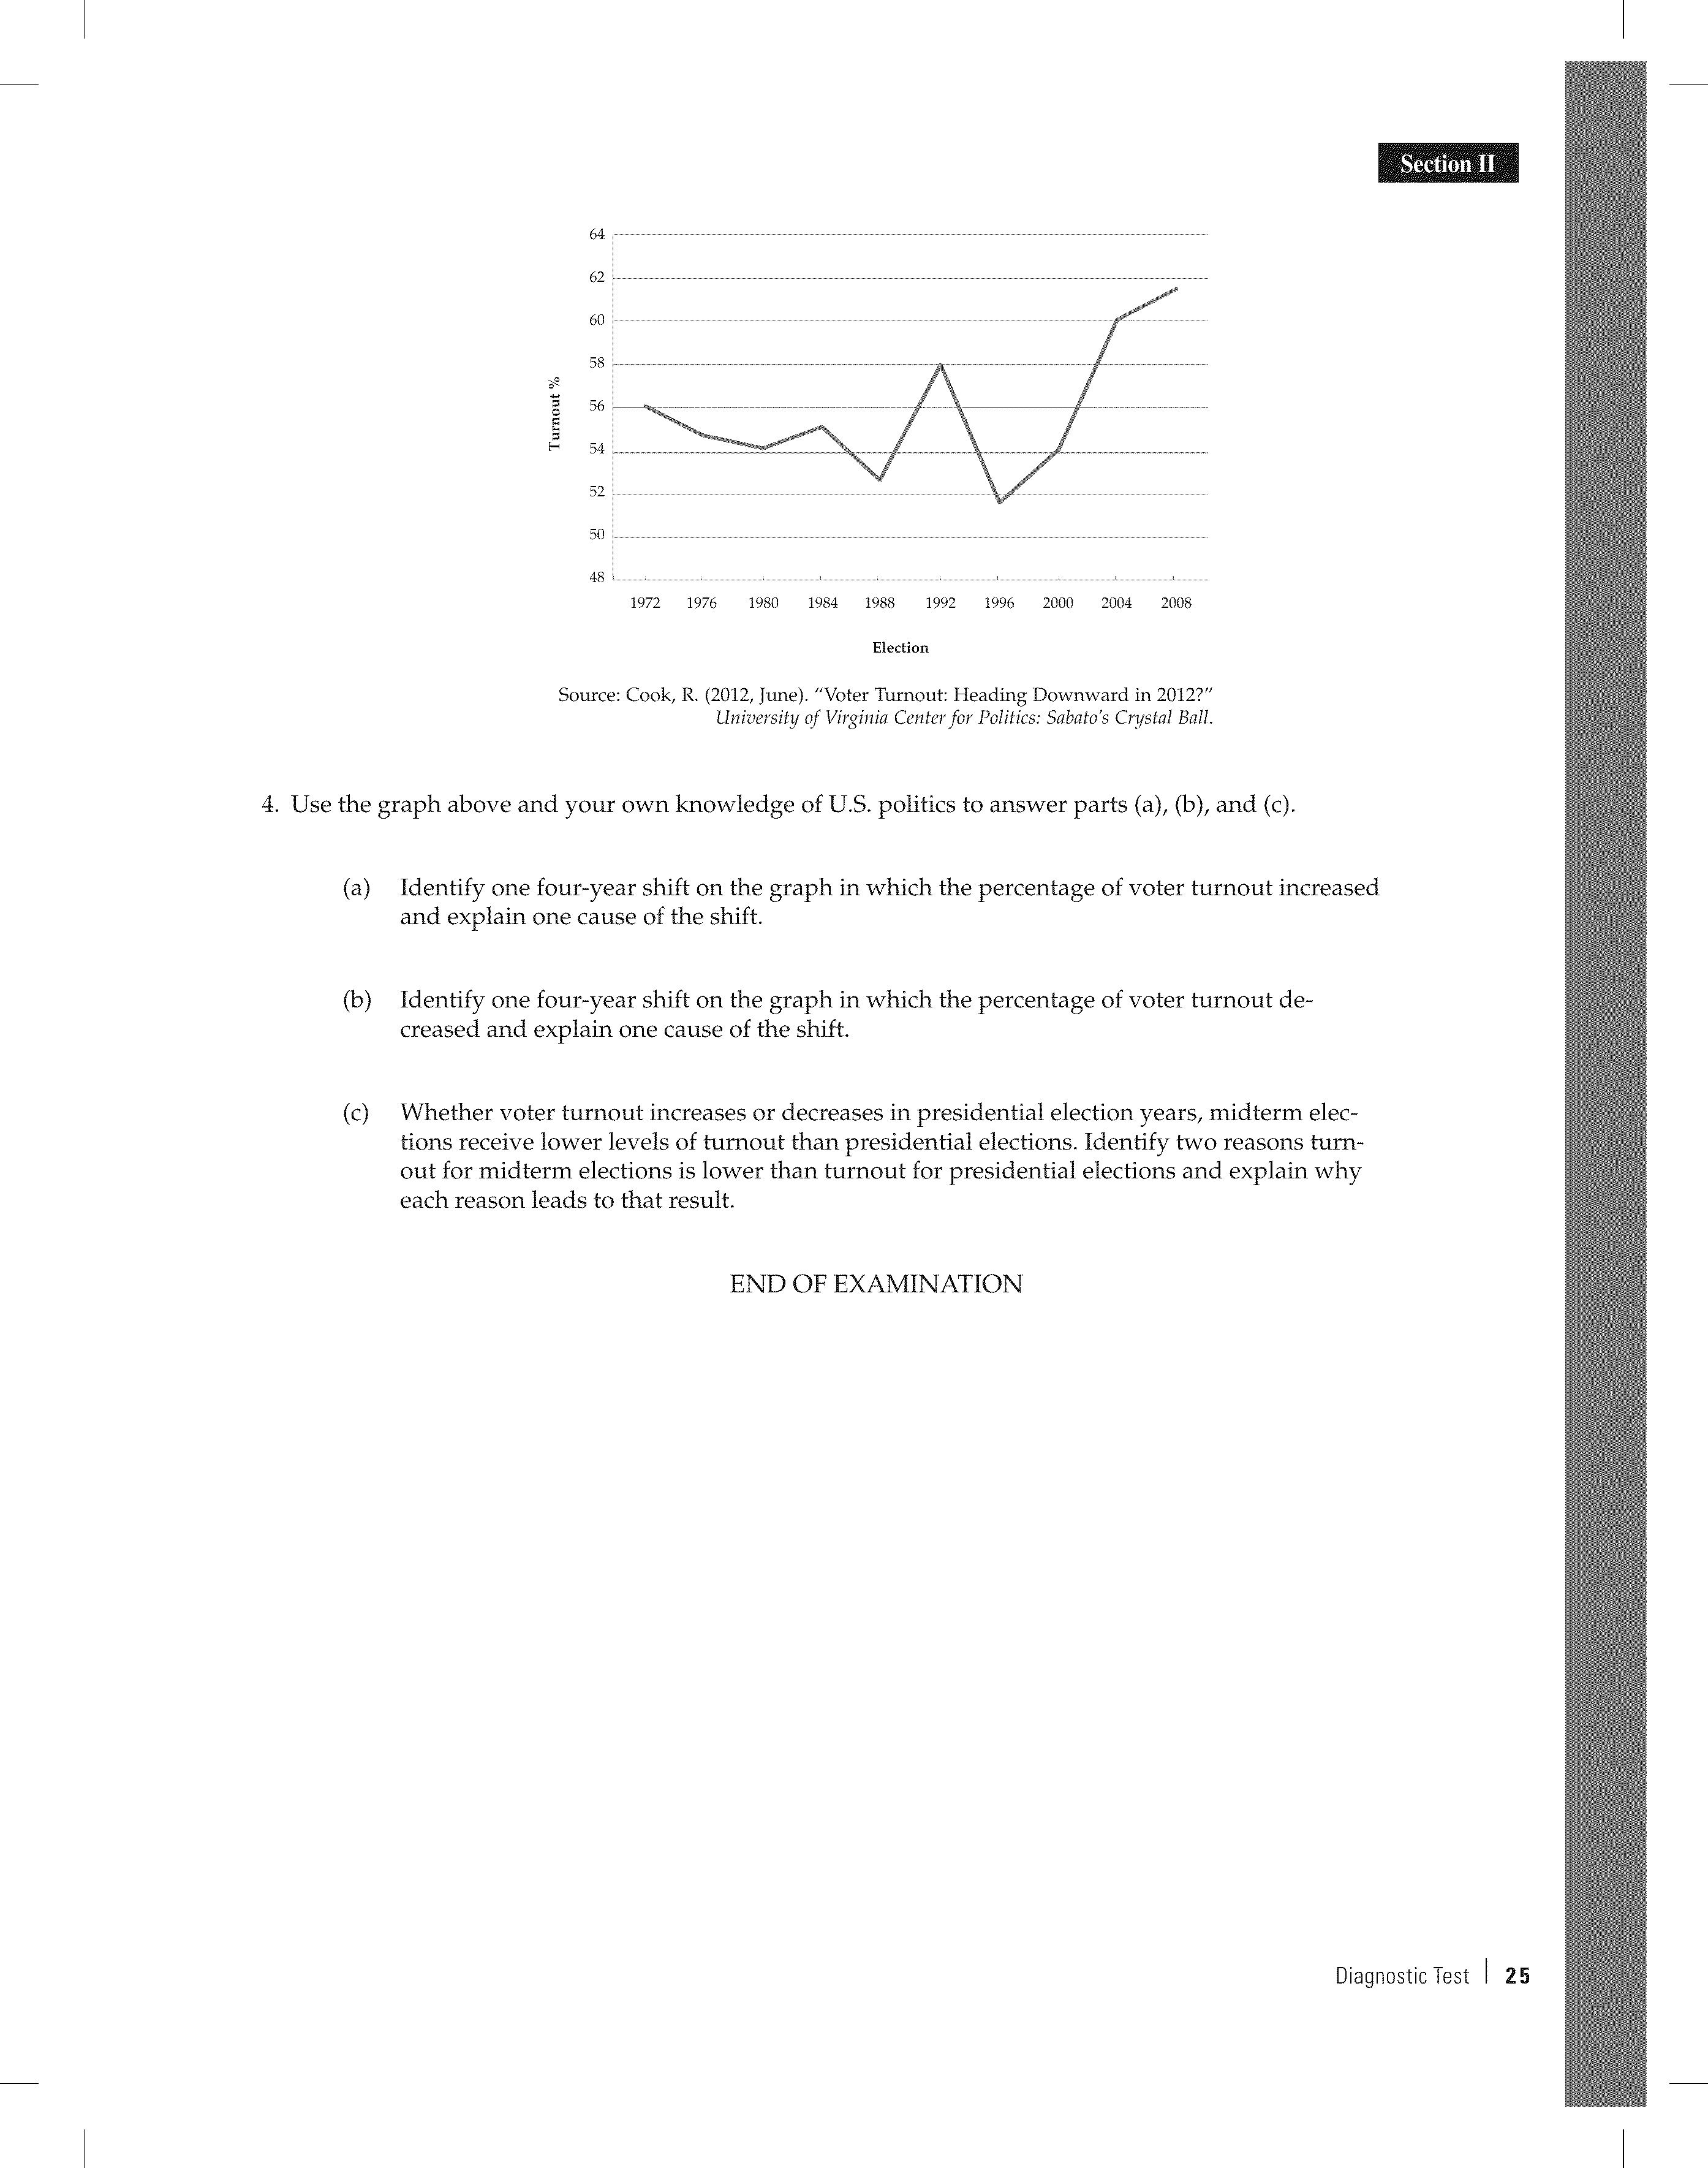 Section II
64
62
60
58
56
54
52
50
48
Turnout %
1972 1976 1980 1984 1988 1992 1996 2000 2004 2008
Election
Source: Cook, R. (2012, June). “Voter Turnout: Heading Downward in 2012?”
University of Virginia Center for Politics: Sabato’s Crystal Ball.
4. Use the graph above and your own knowledge of U.S. politics to answer parts (a), (b), and (c).
(a) Identify one four-year shift on the graph in which the percentage of voter turnout increased
and explain one cause of the shift.
(b) Identify one four-year shift on the graph in which the percentage of voter turnout de-
creased and explain one cause of the shift.
(c) Whether voter turnout increases or decreases in presidential election years, midterm elec-
tions receive lower levels of turnout than presidential elections. Identify two reasons turn-
out for midterm elections is lower than turnout for presidential elections and explain why
each reason leads to that result.
END OF EXAMINATION
Diagnostic Test | 25